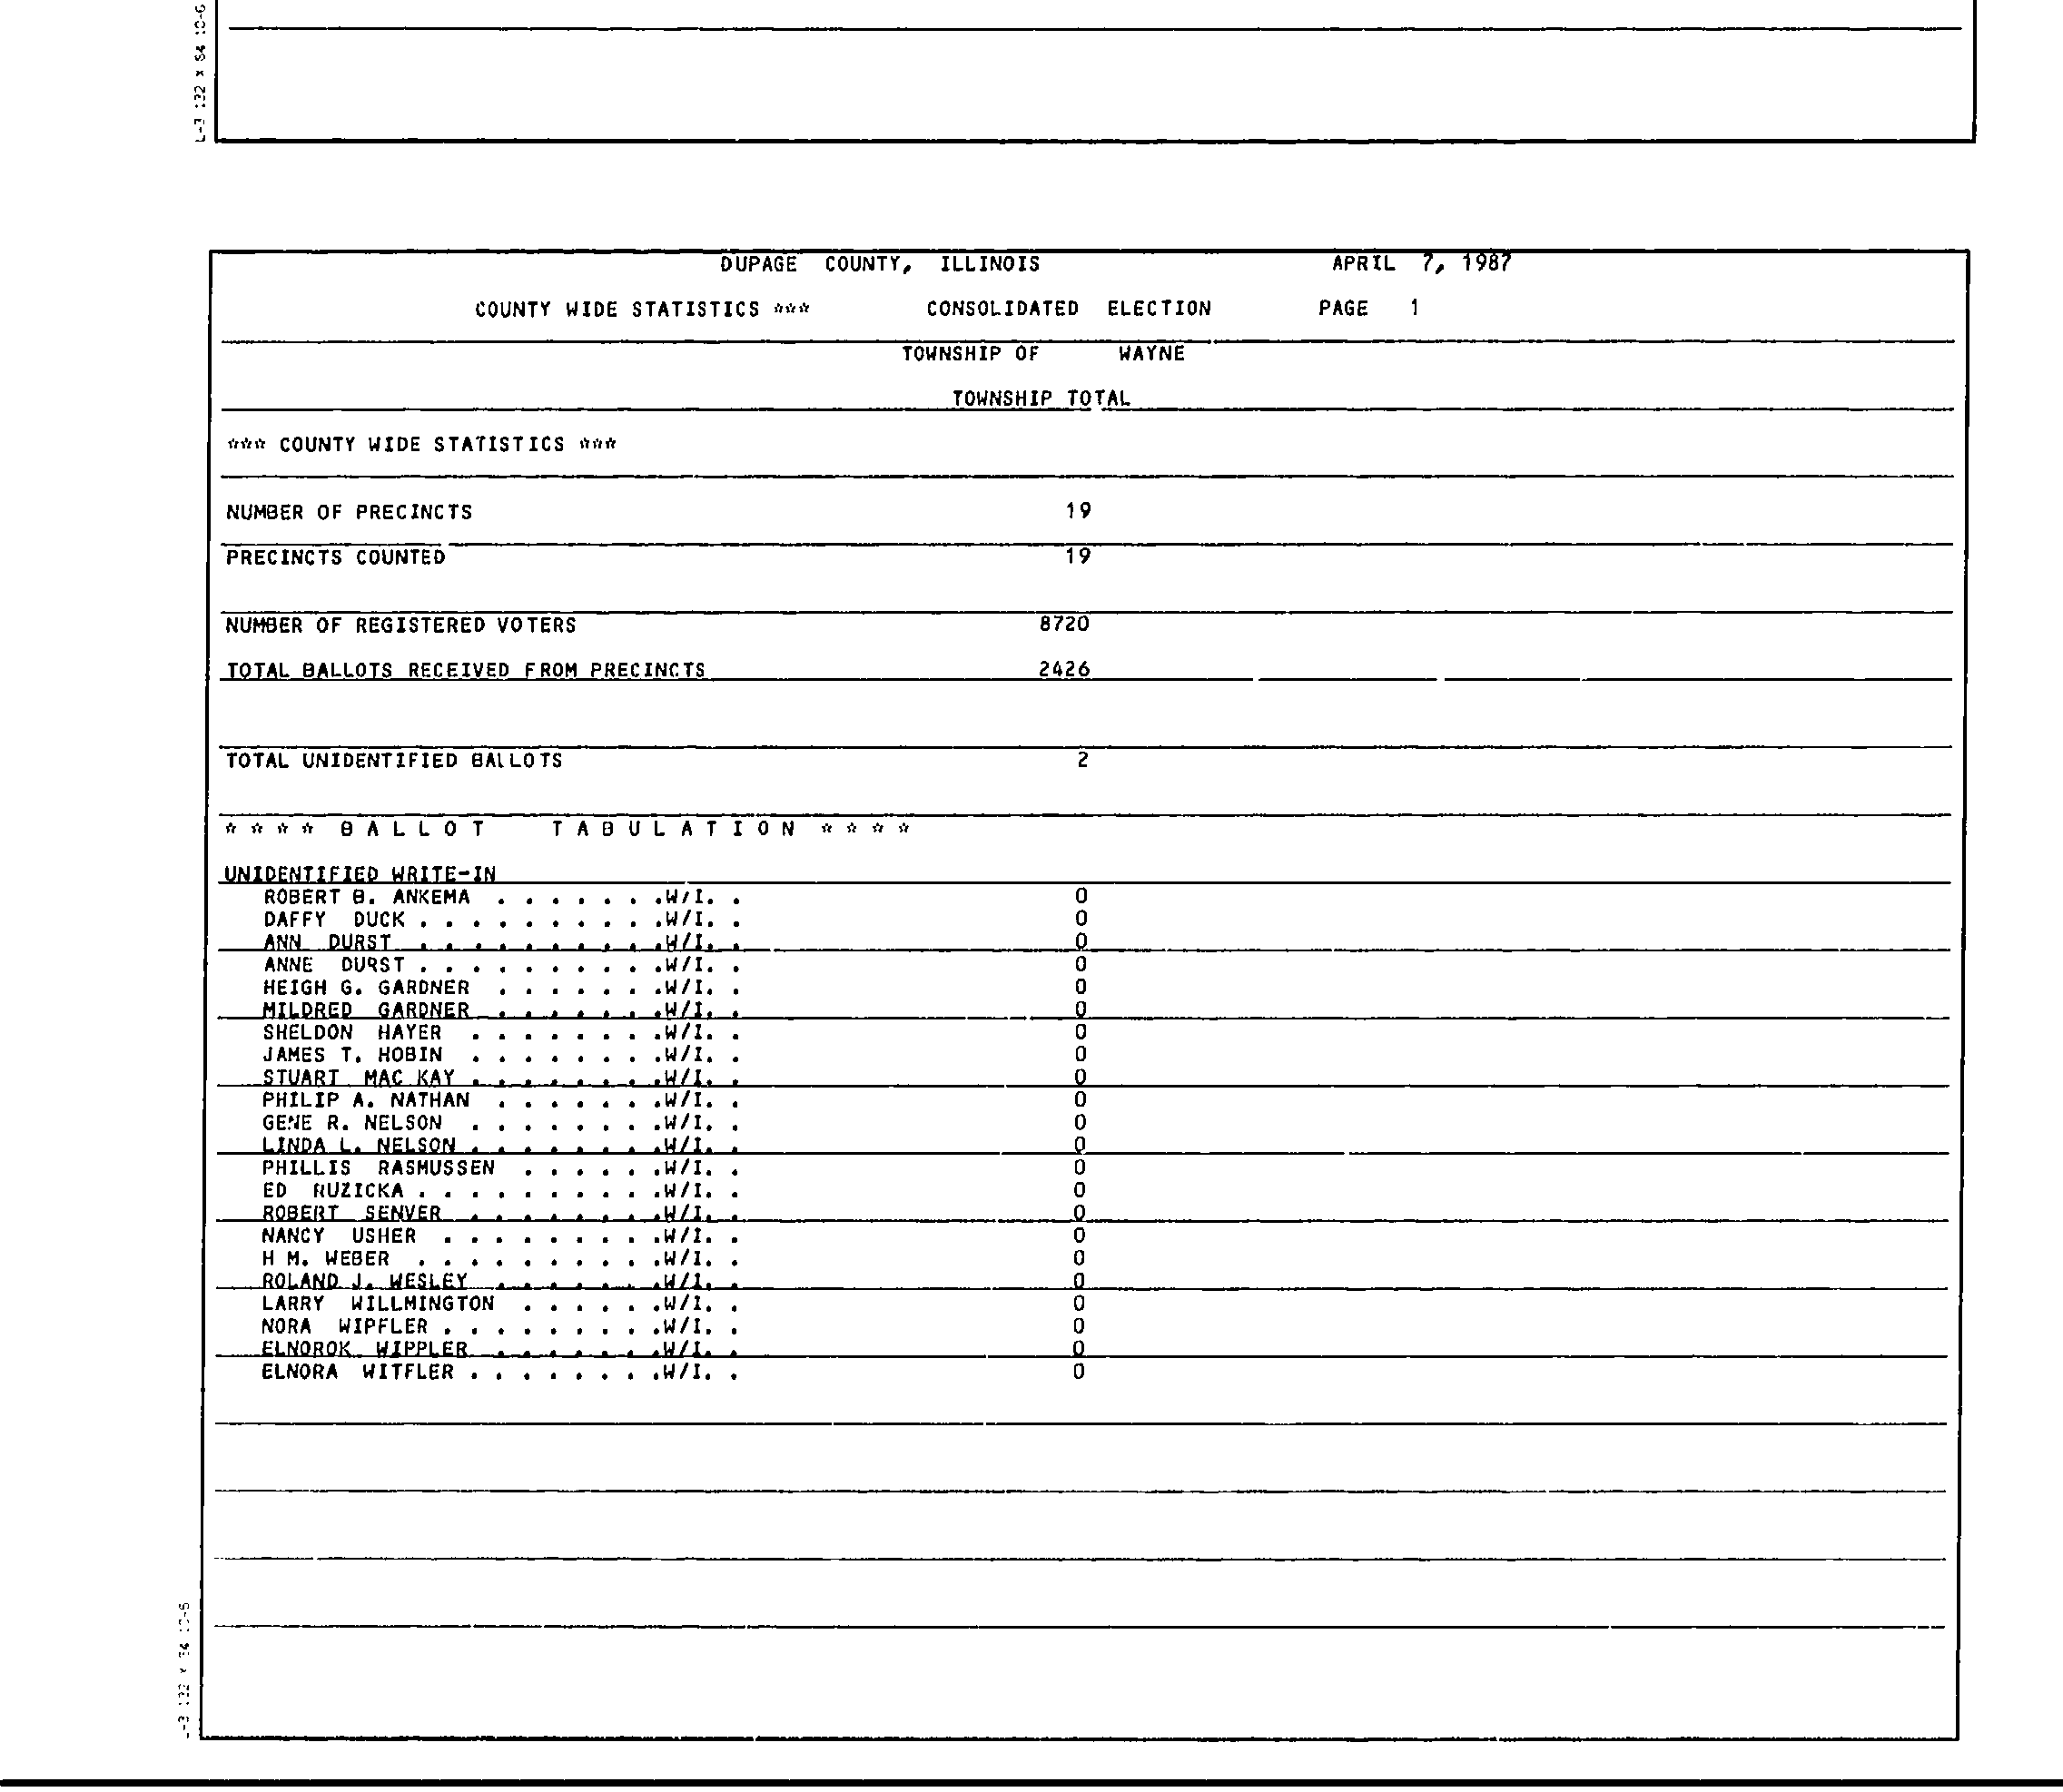 L-3 132 x 54 10-6
DUPAGE COUNTY, ILLINOIS APRIL 7, 1987
COUNTY WIDE STATISTICS *** CONSOLIDATED ELECTION PAGE 1
TOWNSHIP OF WAYNE
TOWNSHIP TOTAL
*** COUNTY WIDE STATISTICS ***
NUMBER OF PRECINCTS 19
PRECINCTS COUNTED 19
NUMBER OF REGISTERED VOTERS 8720
TOTAL BALLOTS RECEIVED FROM PRECINCTS 2426
TOTAL UNIDENTIFIED BALLOTS 2
* * * * B A L L O T   T A B U L A T I O N * * * *
UNIDENTIFIED WRITE-IN
ROBERT B. ANKEMA . . . . . . .W/I. . 0
DAFFY DUCK . . . . . . . . . .W/I. . 0
ANN DURST . . . . . . . . . .W/I. . 0
ANNE DURST . . . . . . . . . .W/I. . 0
HEIGH G. GARDNER . . . . . . .W/I. . 0
MILDRED GARDNER . . . . . . .W/I. . 0
SHELDON HAYER . . . . . . . .W/I. . 0
JAMES T. HOBIN . . . . . . . .W/I. . 0
STUART MAC KAY . . . . . . . .W/I. . 0
PHILIP A. NATHAN . . . . . . .W/I. . 0
GENE R. NELSON . . . . . . . .W/I. . 0
LINDA L. NELSON . . . . . . . .W/I. . 0
PHILLIS RASMUSSEN . . . . . .W/I. . 0
ED RUZICKA . . . . . . . . . .W/I. . 0
ROBERT SENVER . . . . . . . .W/I. . 0
NANCY USHER . . . . . . . . .W/I. . 0
H M. WEBER . . . . . . . . . .W/I. . 0
ROLAND J. WESLEY . . . . . . .W/I. . 0
LARRY WILLMINGTON . . . . . .W/I. . 0
NORA WIPFLER . . . . . . . . .W/I. . 0
ELNOROK WIPPLER . . . . . . .W/I. . 0
ELNORA WITFLER . . . . . . . .W/I. . 0